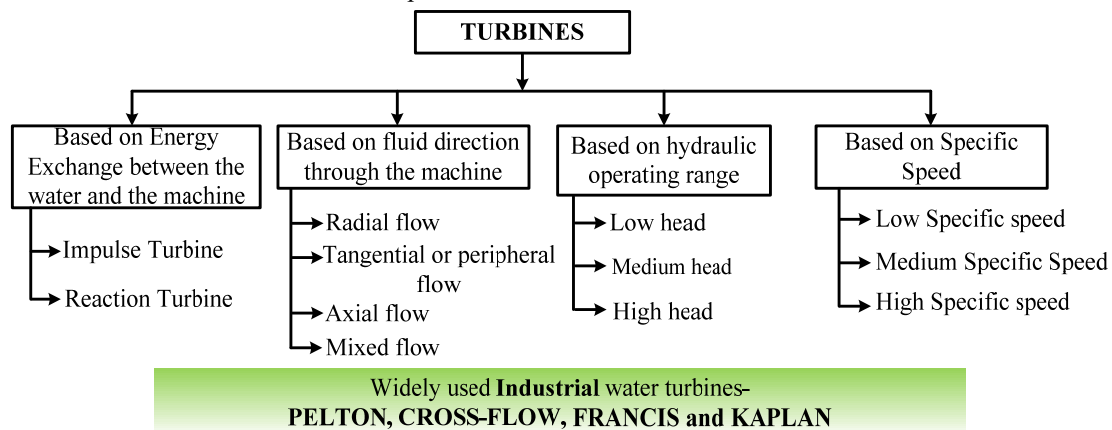 TURBINES
Based on Energy
Exchange between the
water and the machine
Impulse Turbine
Reaction Turbine
Based on fluid direction
through the machine
Radial flow
Tangential or peripheral
flow
Axial flow
Mixed flow
Based on hydraulic
operating range
Low head
Medium head
High head
Based on Specific
Speed
Low Specific speed
Medium Specific Speed
High Specific speed
Widely used Industrial water turbines-
PELTON, CROSS-FLOW, FRANCIS and KAPLAN